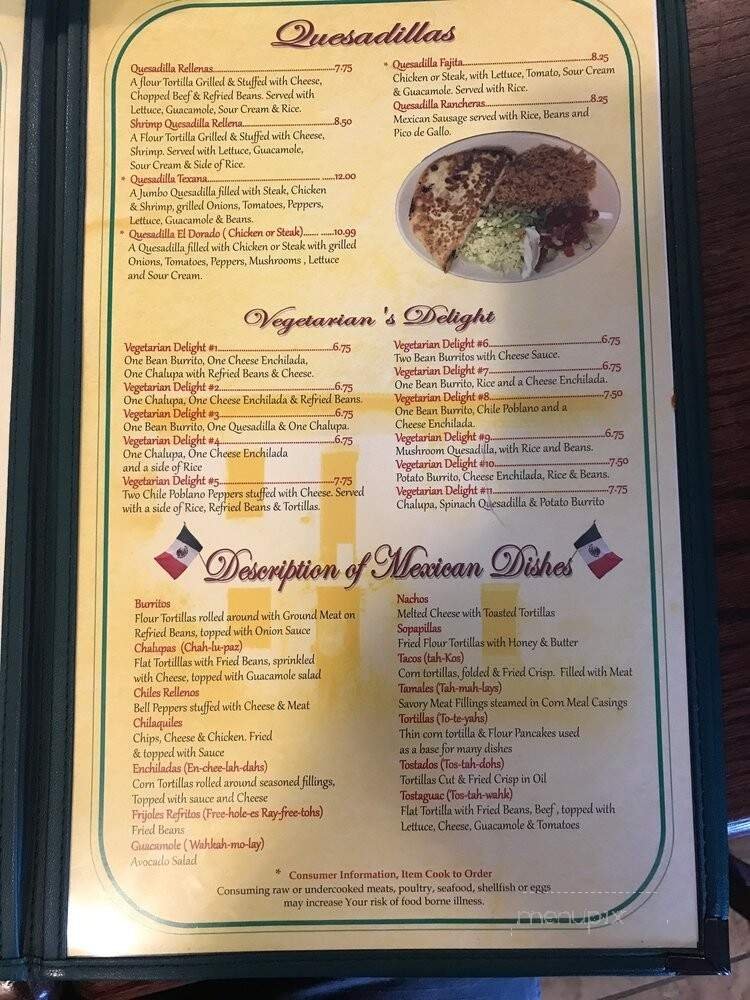 Quesadillas
Quesadilla Rellenas..........7.75
A flour Tortilla Grilled & Stuffed with Cheese,
Chopped Beef & Refried Beans. Served with
Lettuce, Guacamole, Sour Cream & Rice.
Shrimp Quesadilla Rellena..........8.50
A Flour Tortilla Grilled & Stuffed with Cheese,
Shrimp. Served with Lettuce, Guacamole,
Sour Cream & Side of Rice.
* Quesadilla Texana..........12.00
A Jumbo Quesadilla filled with Steak, Chicken
& Shrimp, grilled Onions, Tomatoes, Peppers,
Lettuce, Guacamole & Beans.
* Quesadilla El Dorado ( Chicken or Steak)..........10.99
A Quesadilla filled with Chicken or Steak with grilled
Onions, Tomatoes, Peppers, Mushrooms , Lettuce
and Sour Cream.
* Quesadilla Fajita..........8.25
Chicken or Steak, with Lettuce, Tomato, Sour Cream
& Guacamole. Served with Rice.
Quesadilla Rancheras..........8.25
Mexican Sausage served with Rice, Beans and
Pico de Gallo.
Vegetarian 's Delight
Vegetarian Delight #1..........6.75
One Bean Burrito, One Cheese Enchilada,
One Chalupa with Refried Beans & Cheese.
Vegetarian Delight #2..........6.75
One Chalupa, One Cheese Enchilada & Refried Beans.
Vegetarian Delight #3..........6.75
One Bean Burrito, One Quesadilla & One Chalupa.
Vegetarian Delight #4..........6.75
One Chalupa, One Cheese Enchilada
and a side of Rice
Vegetarian Delight #5..........7.75
Two Chile Poblano Peppers stuffed with Cheese. Served
with a side of Rice, Refried Beans & Tortillas.
Vegetarian Delight #6..........6.75
Two Bean Burritos with Cheese Sauce.
Vegetarian Delight #7..........6.75
One Bean Burrito, Rice and a Cheese Enchilada.
Vegetarian Delight #8..........7.50
One Bean Burrito, Chile Poblano and a
Cheese Enchilada.
Vegetarian Delight #9..........6.75
Mushroom Quesadilla, with Rice and Beans.
Vegetarian Delight #10..........7.50
Potato Burrito, Cheese Enchilada, Rice & Beans.
Vegetarian Delight #11..........7.75
Chalupa, Spinach Quesadilla & Potato Burrito
Description of Mexican Dishes
Burritos
Flour Tortillas rolled around with Ground Meat on
Refried Beans, topped with Onion Sauce
Chalupas (Chah-lu-paz)
Flat Tortilllas with Fried Beans, sprinkled
with Cheese, topped with Guacamole salad
Chiles Rellenos
Bell Peppers stuffed with Cheese & Meat
Chilaquiles
Chips, Cheese & Chicken. Fried
& topped with Sauce
Enchiladas (En-chee-lah-dahs)
Corn Tortillas rolled around seasoned fillings,
Topped with sauce and Cheese
Frijoles Refritos (Free-hole-es Ray-free-tohs)
Fried Beans
Guacamole ( Wahkah-mo-lay)
Avocado Salad
Nachos
Melted Cheese with Toasted Tortillas
Sopapillas
Fried Flour Tortillas with Honey & Butter
Tacos (tah-Kos)
Corn tortillas, folded & Fried Crisp. Filled with Meat
Tamales (Tah-mah-lays)
Savory Meat Fillings steamed in Corn Meal Casings
Tortillas (To-te-yahs)
Thin corn tortilla & Flour Pancakes used
as a base for many dishes
Tostados (Tos-tah-dohs)
Tortillas Cut & Fried Crisp in Oil
Tostaguac (Tos-tah-wahk)
Flat Tortilla with Fried Beans, Beef , topped with
Lettuce, Cheese, Guacamole & Tomatoes
* Consumer Information, Item Cook to Order
Consuming raw or undercooked meats, poultry, seafood, shellfish or eggs
may increase Your risk of food borne illness.
menupix